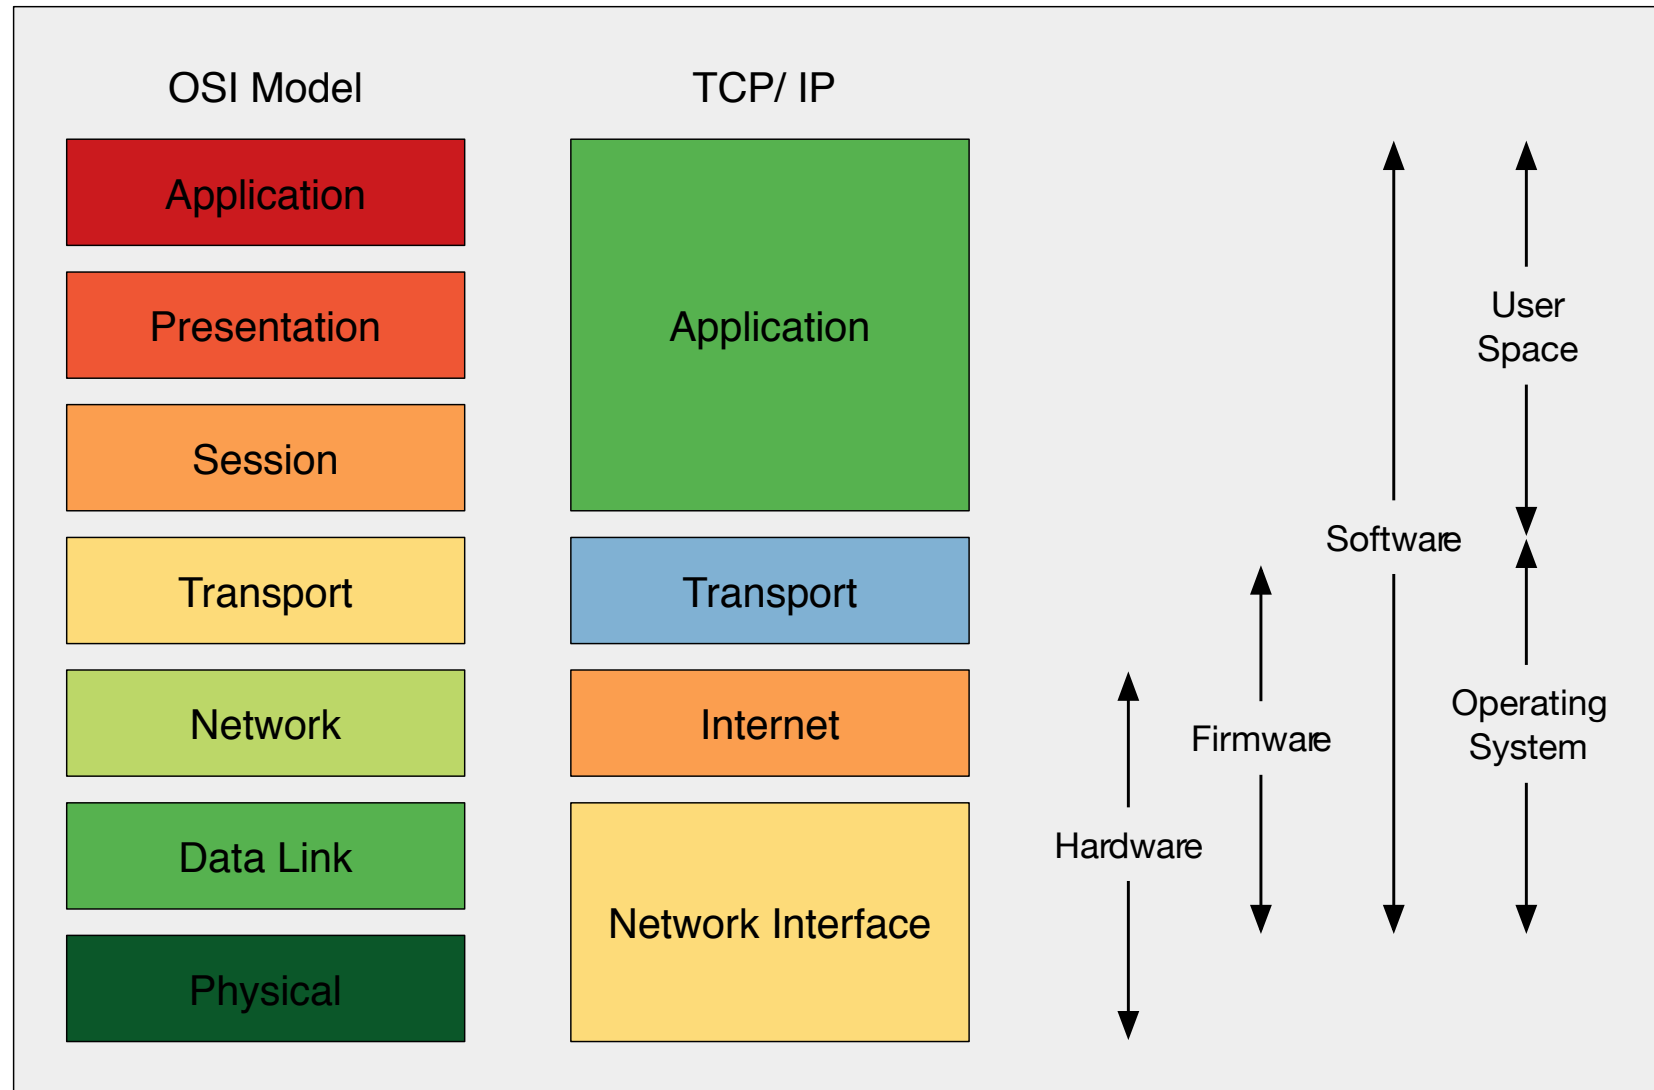 OSI Model
TCP/ IP
Application
Presentation
Session
Transport
Network
Data Link
Physical
Application
Transport
Internet
Network Interface
Hardware
Firmware
Software
User
Space
Operating
System